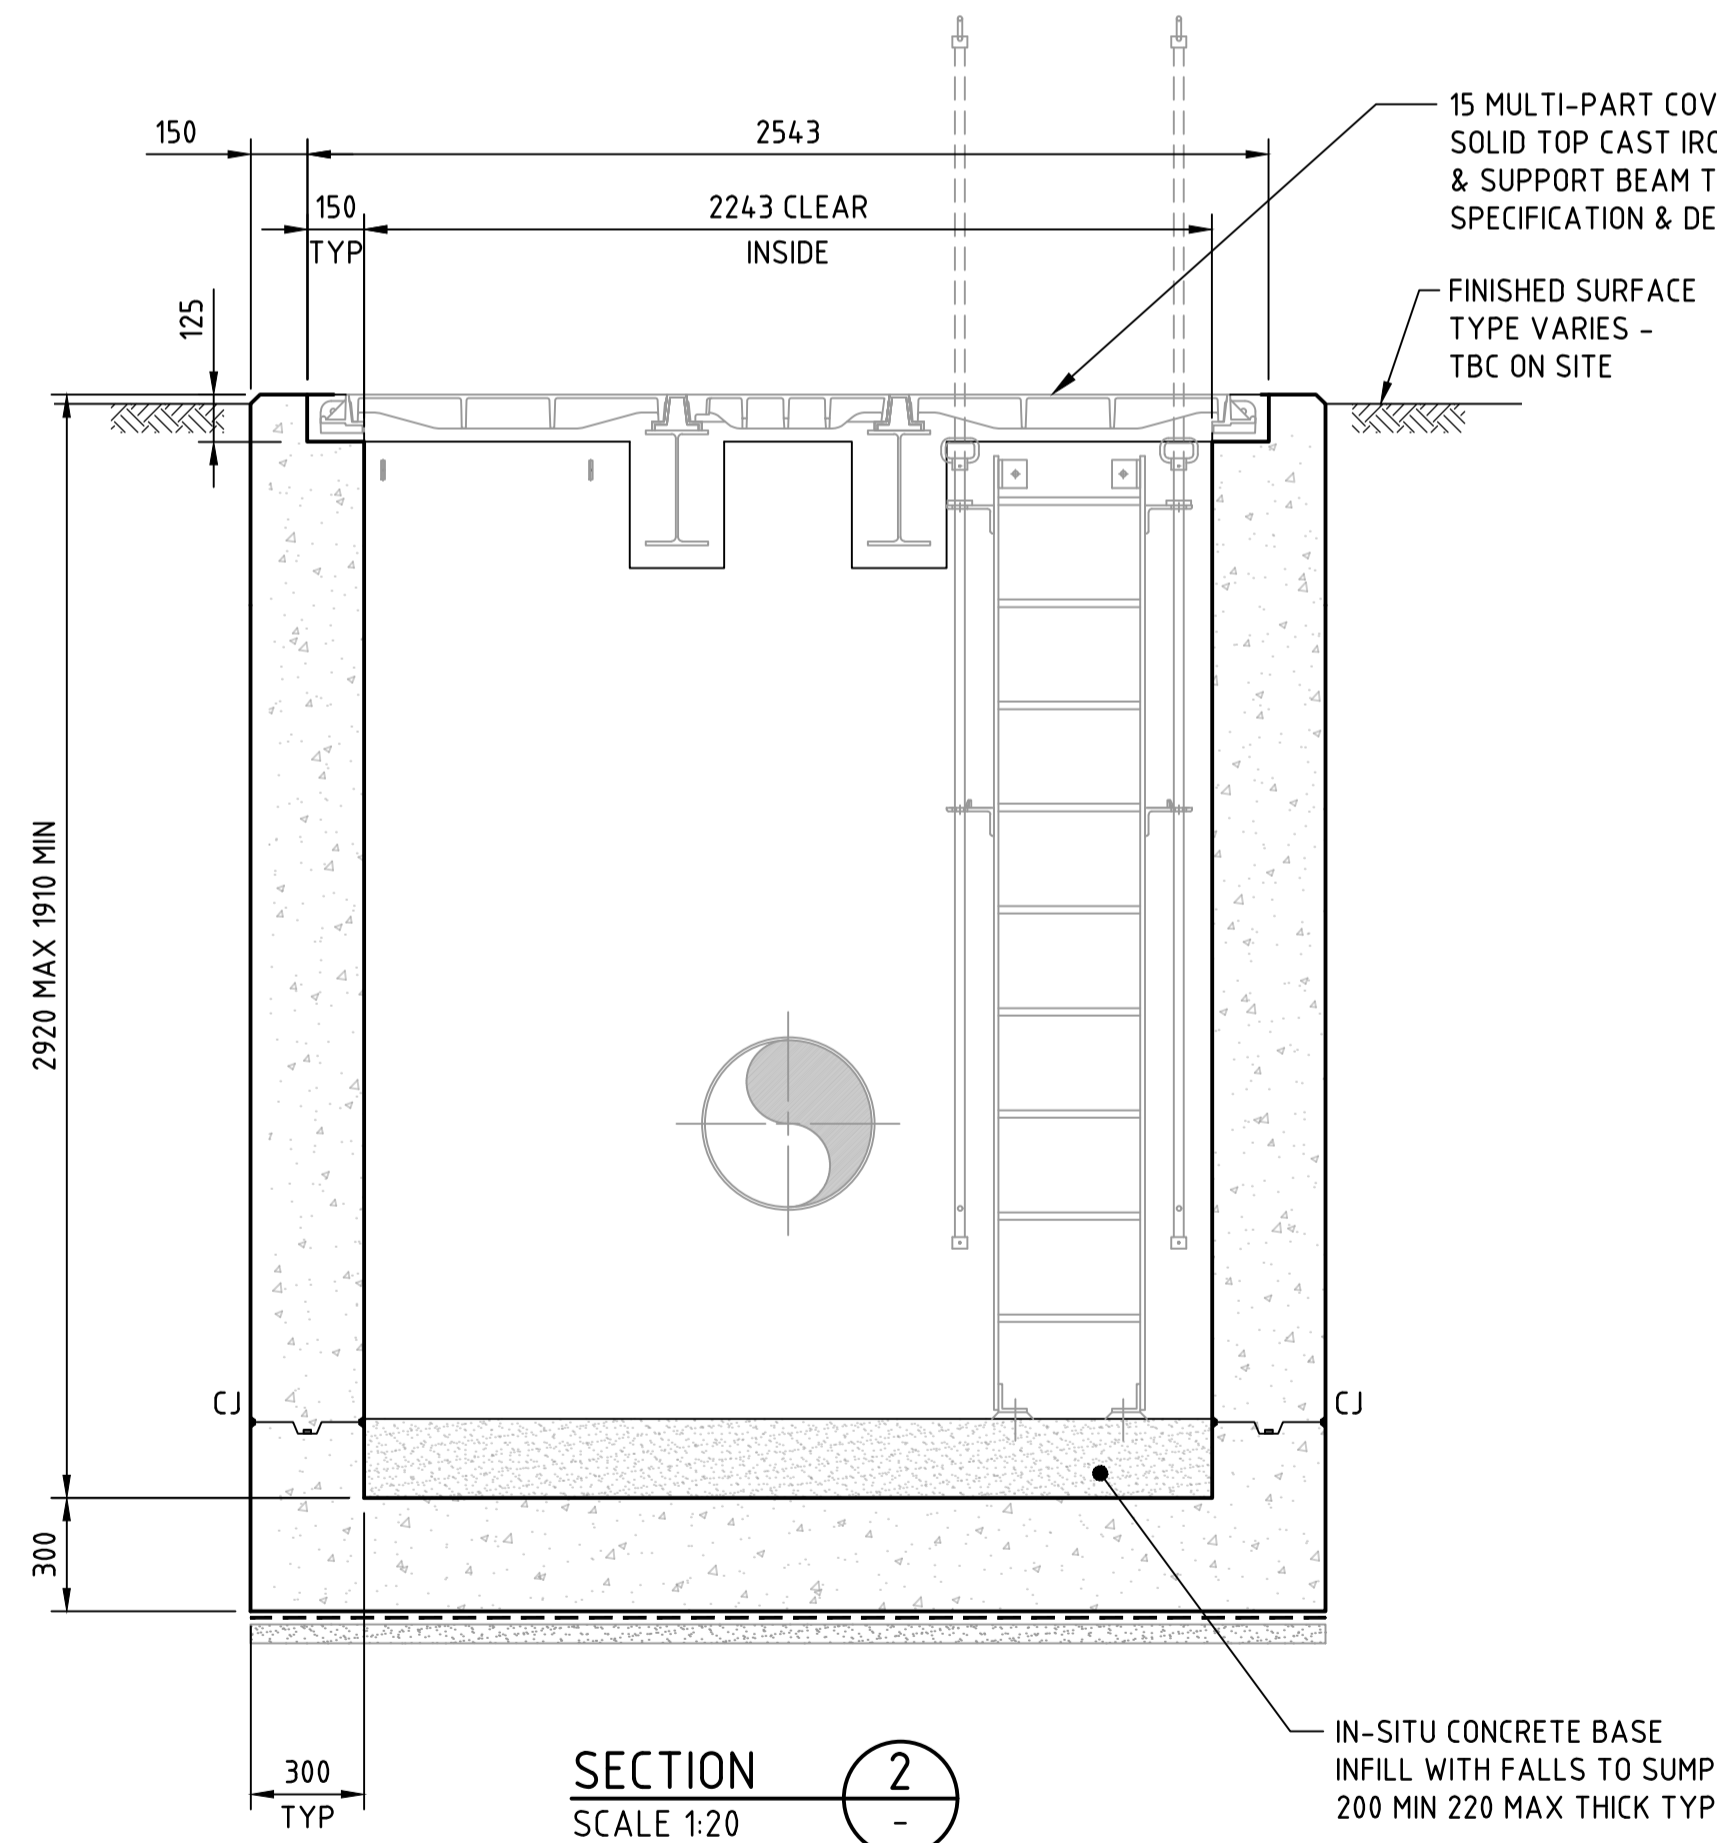 150
2543
15 MULTI-PART COV
SOLID TOP CAST IRO
& SUPPORT BEAM T
SPECIFICATION & DE
150
TYP
2243 CLEAR
INSIDE
FINISHED SURFACE
TYPE VARIES -
TBC ON SITE
125
2920 MAX 1910 MIN
CJ
CJ
300
300
TYP
SECTION
SCALE 1:20
2
-
IN-SITU CONCRETE BASE
INFILL WITH FALLS TO SUMP
200 MIN 220 MAX THICK TYP